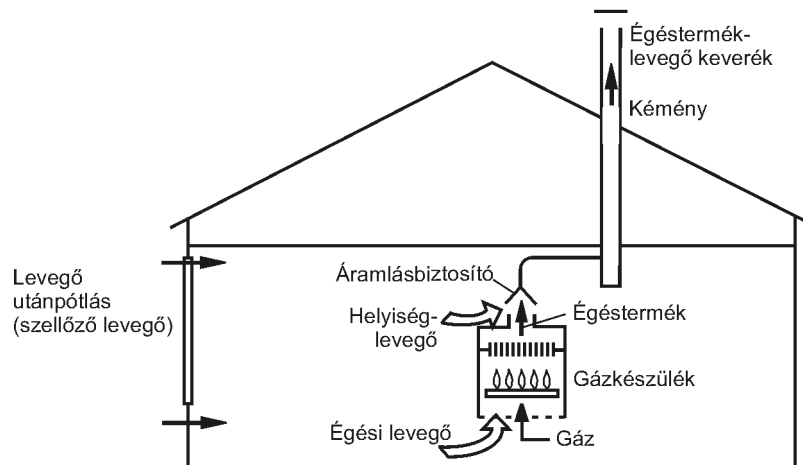 Égéstermék-
levegő keverék
Kémény
Levegő
utánpótlás
(szellőző levegő)
Áramlásbiztosító
Helyiség-
levegő
Égéstermék
Gázkészülék
Égési levegő
Gáz